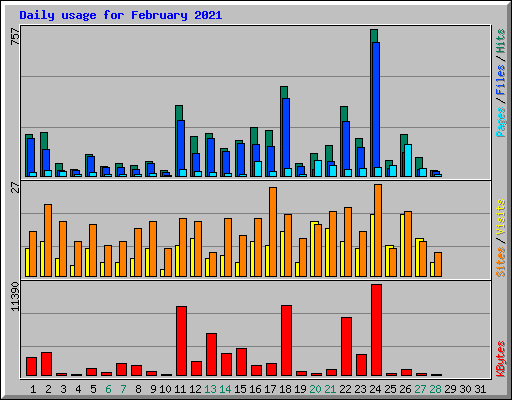 Daily usage for February 2021
757
Pages / Files / Hits
27
Sites / Visits
11390
KBytes
1 2 3 4 5 6 7 8 9 10 11 12 13 14 15 16 17 18 19 20 21 22 23 24 25 26 27 28 29 30 31